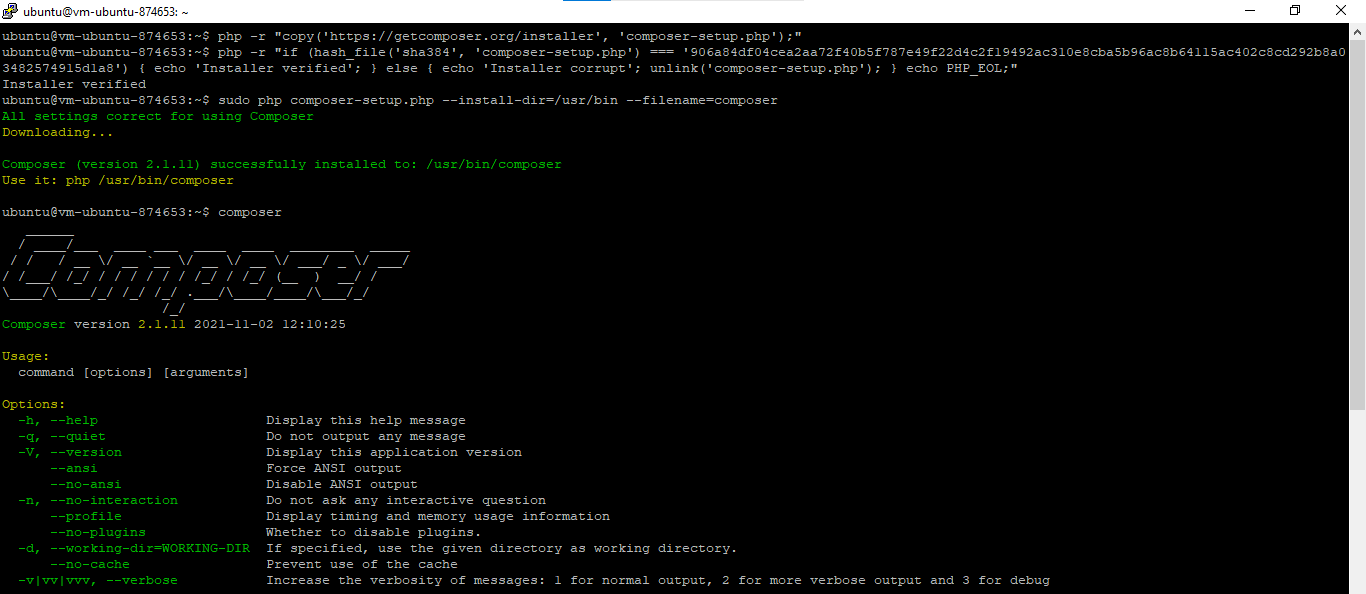 ubuntu@vm-ubuntu-874653: ~
ubuntu@vm-ubuntu-874653:~$ php -r "copy('https://getcomposer.org/installer', 'composer-setup.php');"
ubuntu@vm-ubuntu-874653:~$ php -r "if (hash_file('sha384', 'composer-setup.php') === '906a84df04cea2aa72f40b5f787e49f22d4c2f19492ac310e8cba5b96ac8b64115ac402c8cd292b8a0
3482574915d1a8') { echo 'Installer verified'; } else { echo 'Installer corrupt'; unlink('composer-setup.php'); } echo PHP_EOL;"
Installer verified
ubuntu@vm-ubuntu-874653:~$ sudo php composer-setup.php --install-dir=/usr/bin --filename=composer
All settings correct for using Composer
Downloading...
Composer (version 2.1.11) successfully installed to: /usr/bin/composer
Use it: php /usr/bin/composer
ubuntu@vm-ubuntu-874653:~$ composer
Composer
Composer version 2.1.11 2021-11-02 12:10:25
Usage:
command [options] [arguments]
Options:
-h, --help Display this help message
-q, --quiet Do not output any message
-V, --version Display this application version
--ansi Force ANSI output
--no-ansi Disable ANSI output
-n, --no-interaction Do not ask any interactive question
--profile Display timing and memory usage information
--no-plugins Whether to disable plugins.
-d, --working-dir=WORKING-DIR If specified, use the given directory as working directory.
--no-cache Prevent use of the cache
-v|vv|vvv, --verbose Increase the verbosity of messages: 1 for normal output, 2 for more verbose output and 3 for debug